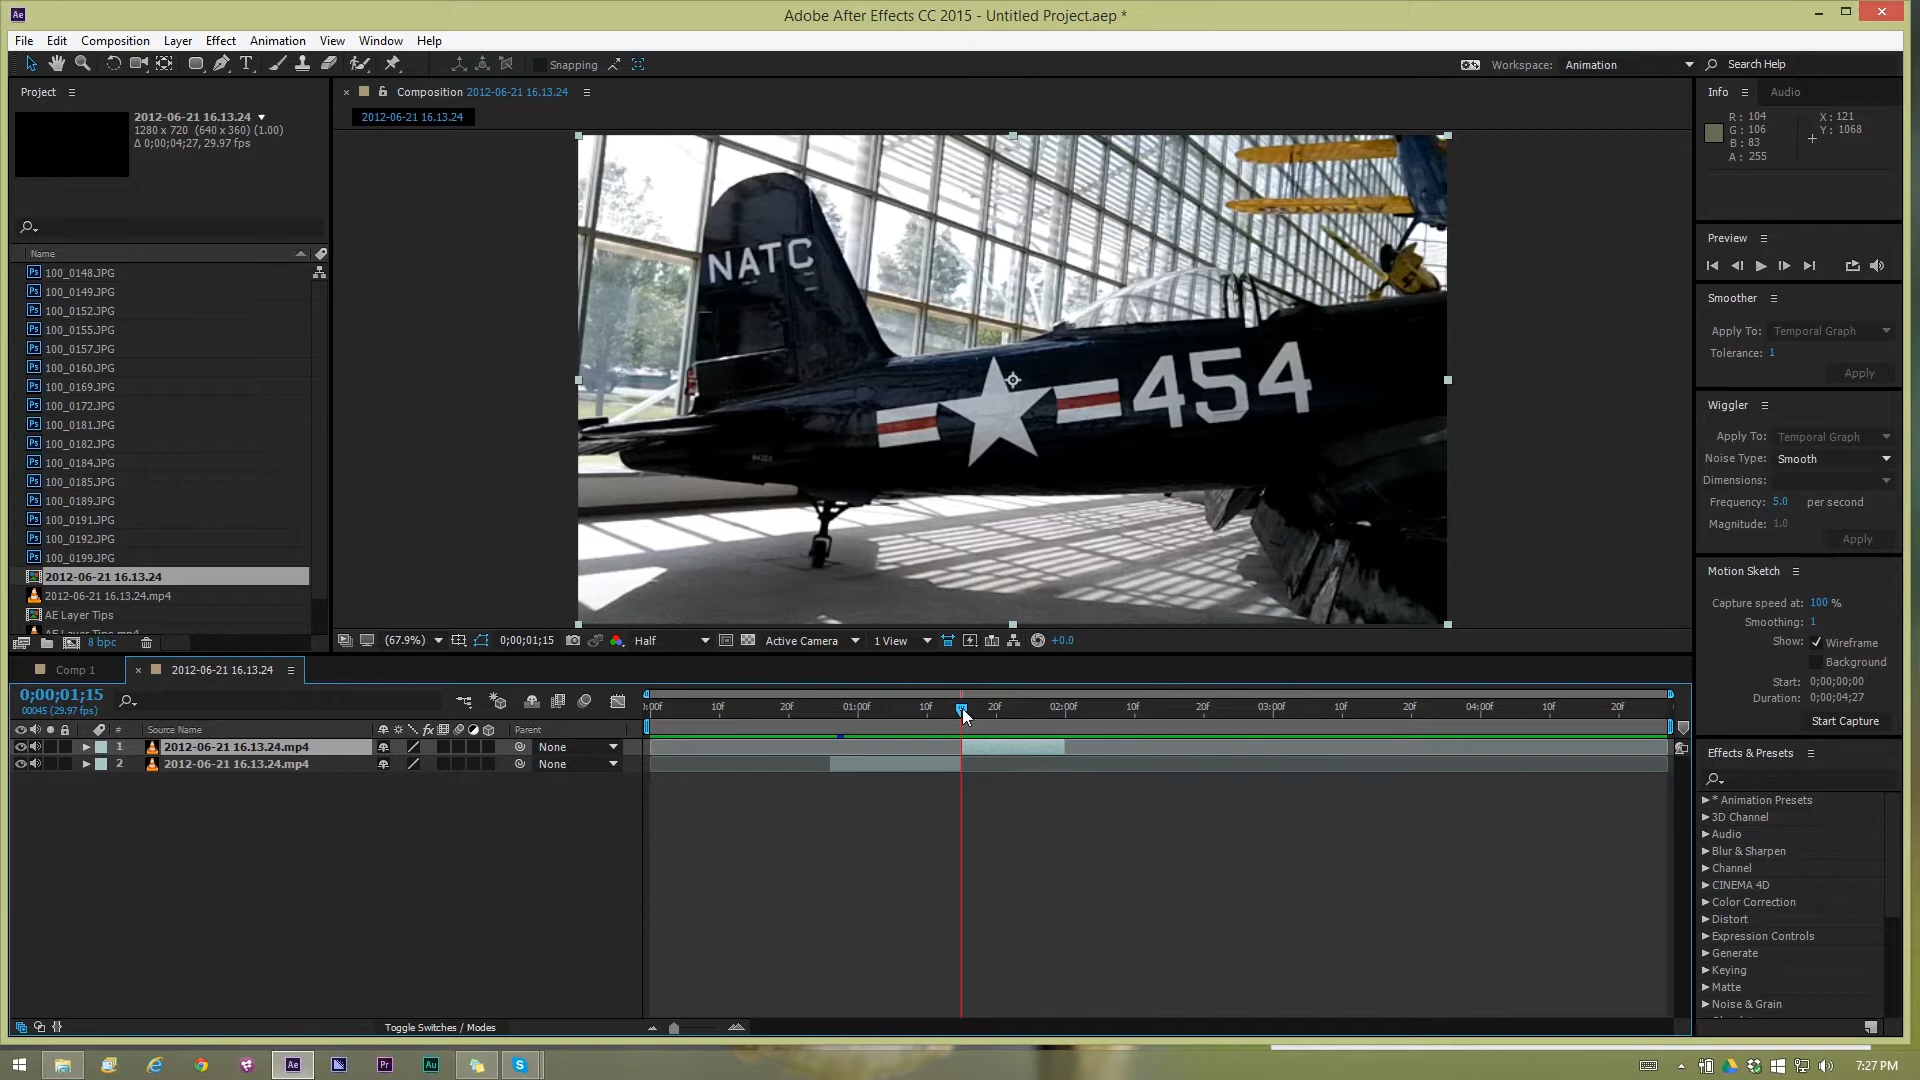 Adobe After Effects CC 2015 - Untitled Project.aep *
File Edit Composition Layer Effect Animation View Window Help
Snapping
Workspace: Animation
Search Help
Project
2012-06-21 16.13.24
1280 x 720 (640 x 360) (1.00)
Δ 0;00;04;27, 29.97 fps
Name
100_0148.JPG
100_0149.JPG
100_0152.JPG
100_0155.JPG
100_0157.JPG
100_0160.JPG
100_0169.JPG
100_0172.JPG
100_0181.JPG
100_0182.JPG
100_0184.JPG
100_0185.JPG
100_0189.JPG
100_0191.JPG
100_0192.JPG
100_0199.JPG
2012-06-21 16.13.24
2012-06-21 16.13.24.mp4
AE Layer Tips
AE Layer Tips.mp4
8 bpc
Composition 2012-06-21 16.13.24
2012-06-21 16.13.24
NATC
454
(67.9%) 0;00;01;15 Half Active Camera 1 View +0.0
Info Audio
R: 104 X: 121
G: 106 Y: 1068
B: 83
A: 255
Preview
Smoother
Apply To: Temporal Graph
Tolerance: 1
Apply
Wiggler
Apply To: Temporal Graph
Noise Type: Smooth
Dimensions:
Frequency: 5.0 per second
Magnitude: 1.0
Apply
Motion Sketch
Capture speed at: 100 %
Smoothing: 1
Show: Wireframe
Background
Start: 0;00;00;00
Duration: 0;00;04;27
Start Capture
Effects & Presets
* Animation Presets
3D Channel
Audio
Blur & Sharpen
Channel
CINEMA 4D
Color Correction
Distort
Expression Controls
Generate
Keying
Matte
Noise & Grain
Comp 1 2012-06-21 16.13.24
0;00;01;15
00045 (29.97 fps)
:00f 10f 20f 01:00f 10f 20f 02:00f 10f 20f 03:00f 10f 20f 04:00f 10f 20f
# Source Name Parent
1 2012-06-21 16.13.24.mp4 None
2 2012-06-21 16.13.24.mp4 None
Toggle Switches / Modes
Ae
Pr
Au
7:27 PM